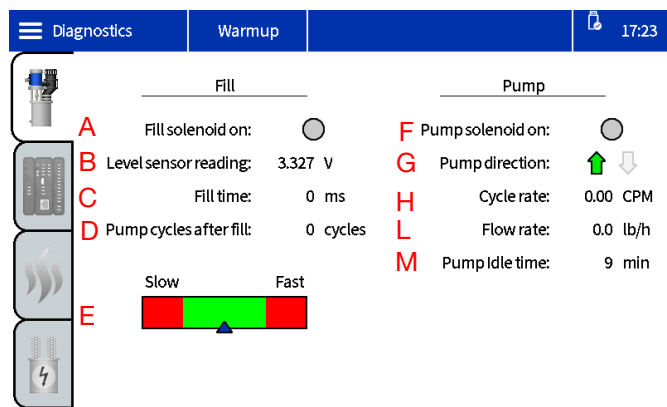 Diagnostics Warmup 17:23
Fill
A Fill solenoid on:
B Level sensor reading: 3.327 V
C Fill time: 0 ms
D Pump cycles after fill: 0 cycles
Slow Fast
E
Pump
F Pump solenoid on:
G Pump direction:
H Cycle rate: 0.00 CPM
L Flow rate: 0.0 lb/h
M Pump Idle time: 9 min